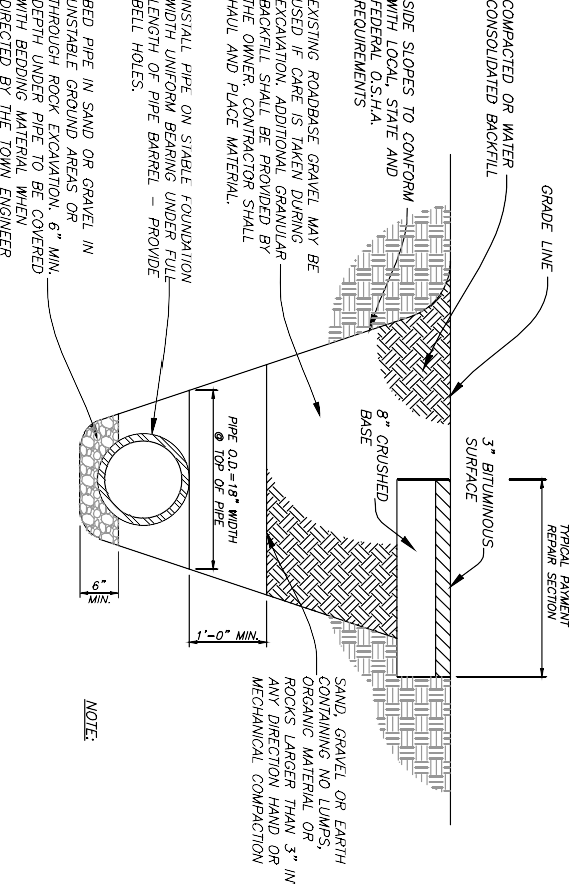 TYPICAL PAYMENT
REPAIR SECTION
GRADE LINE
COMPACTED OR WATER
CONSOLIDATED BACKFILL
SIDE SLOPES TO CONFORM
WITH LOCAL, STATE AND
FEDERAL O.S.H.A.
REQUIREMENTS
EXISTING ROADBASE GRAVEL MAY BE
USED IF CARE IS TAKEN DURING
EXCAVATION. ADDITIONAL GRANULAR
BACKFILL SHALL BE PROVIDED BY
THE OWNER. CONTRACTOR SHALL
HAUL AND PLACE MATERIAL.
INSTALL PIPE ON STABLE FOUNDATION
WIDTH UNIFORM BEARING UNDER FULL
LENGTH OF PIPE BARREL – PROVIDE
BELL HOLES.
BED PIPE IN SAND OR GRAVEL IN
UNSTABLE GROUND AREAS OR
THROUGH ROCK EXCAVATION. 6" MIN.
DEPTH UNDER PIPE TO BE COVERED
WITH BEDDING MATERIAL WHEN
DIRECTED BY THE TOWN ENGINEER
3" BITUMINOUS
SURFACE
8" CRUSHED
BASE
PIPE O.D.=18" WIDTH
@ TOP OF PIPE
6"
MIN.
1'-0" MIN.
SAND, GRAVEL OR EARTH
CONTAINING NO LUMPS,
ORGANIC MATERIAL OR
ROCKS LARGER THAN 3" IN
ANY DIRECTION HAND OR
MECHANICAL COMPACTION
NOTE: